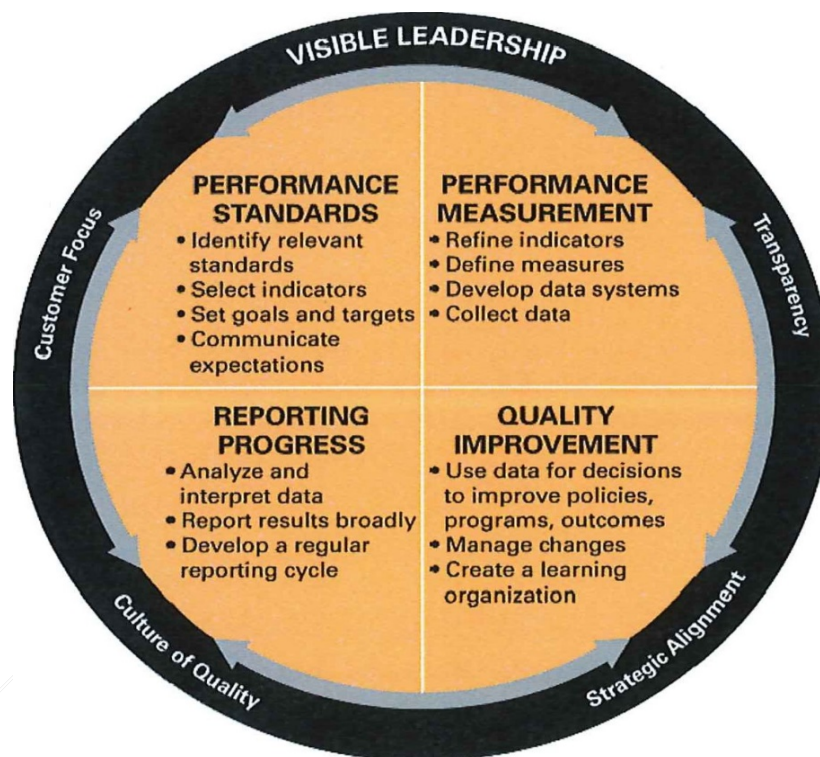 VISIBLE LEADERSHIP
Customer Focus
Transparency
PERFORMANCE
STANDARDS
• Identify relevant
standards
• Select indicators
• Set goals and targets
• Communicate
expectations
PERFORMANCE
MEASUREMENT
• Refine indicators
• Define measures
• Develop data systems
• Collect data
REPORTING
PROGRESS
• Analyze and
interpret data
• Report results broadly
• Develop a regular
reporting cycle
QUALITY
IMPROVEMENT
• Use data for decisions
to improve policies,
programs, outcomes
• Manage changes
• Create a learning
organization
Culture of Quality
Strategic Alignment